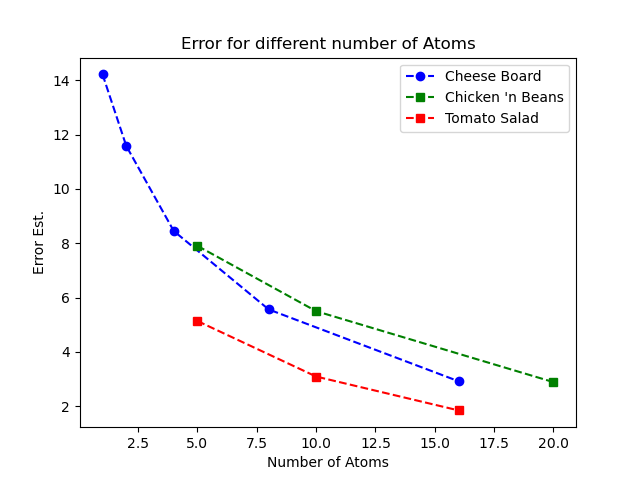 Error for different number of Atoms
Cheese Board
Chicken 'n Beans
Tomato Salad
14
12
10
8
6
4
2
Error Est.
2.5 5.0 7.5 10.0 12.5 15.0 17.5 20.0
Number of Atoms